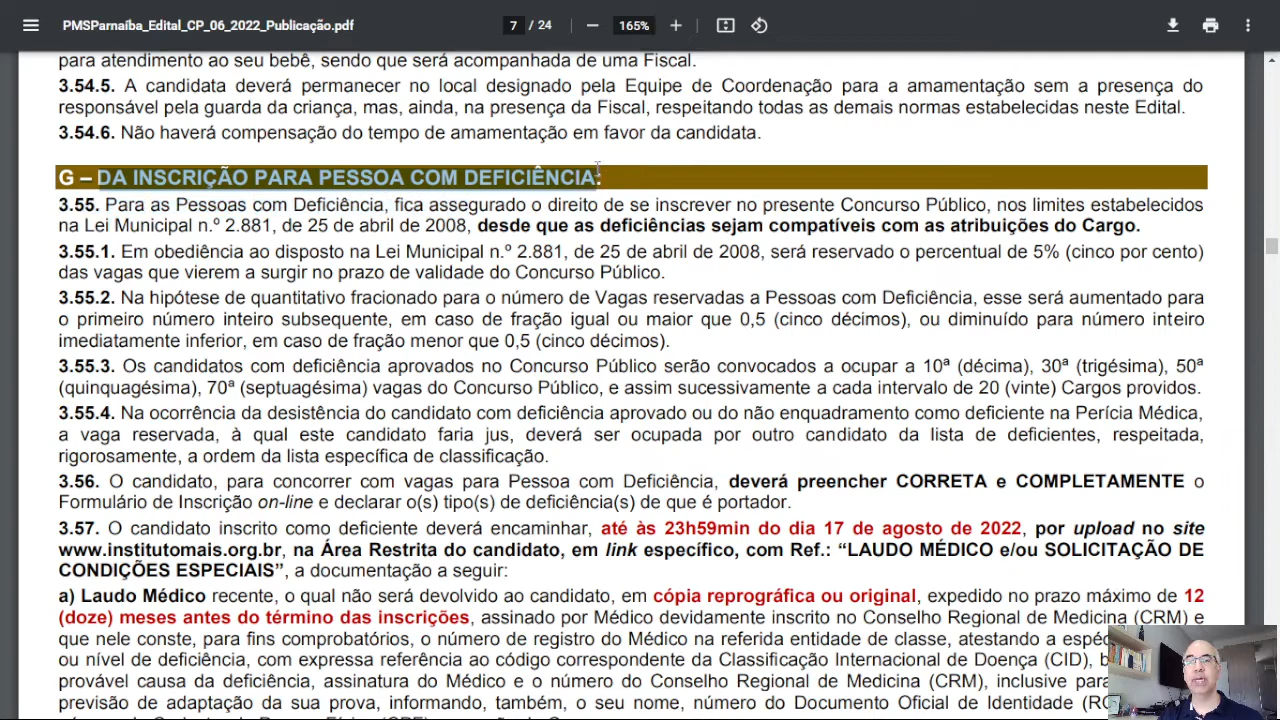 PMSParnaíba_Edital_CP_06_2022_Publicação.pdf
7 / 24
165%
para atendimento ao seu bebê, sendo que será acompanhada de uma Fiscal.
3.54.5. A candidata deverá permanecer no local designado pela Equipe de Coordenação para a amamentação sem a presença do
responsável pela guarda da criança, mas, ainda, na presença da Fiscal, respeitando todas as demais normas estabelecidas neste Edital.
3.54.6. Não haverá compensação do tempo de amamentação em favor da candidata.
G – DA INSCRIÇÃO PARA PESSOA COM DEFICIÊNCIA:
3.55. Para as Pessoas com Deficiência, fica assegurado o direito de se inscrever no presente Concurso Público, nos limites estabelecidos
na Lei Municipal n.º 2.881, de 25 de abril de 2008, desde que as deficiências sejam compatíveis com as atribuições do Cargo.
3.55.1. Em obediência ao disposto na Lei Municipal n.º 2.881, de 25 de abril de 2008, será reservado o percentual de 5% (cinco por cento)
das vagas que vierem a surgir no prazo de validade do Concurso Público.
3.55.2. Na hipótese de quantitativo fracionado para o número de Vagas reservadas a Pessoas com Deficiência, esse será aumentado para
o primeiro número inteiro subsequente, em caso de fração igual ou maior que 0,5 (cinco décimos), ou diminuído para número inteiro
imediatamente inferior, em caso de fração menor que 0,5 (cinco décimos).
3.55.3. Os candidatos com deficiência aprovados no Concurso Público serão convocados a ocupar a 10ª (décima), 30ª (trigésima), 50ª
(quinquagésima), 70ª (septuagésima) vagas do Concurso Público, e assim sucessivamente a cada intervalo de 20 (vinte) Cargos providos.
3.55.4. Na ocorrência da desistência do candidato com deficiência aprovado ou do não enquadramento como deficiente na Perícia Médica,
a vaga reservada, à qual este candidato faria jus, deverá ser ocupada por outro candidato da lista de deficientes, respeitada,
rigorosamente, a ordem da lista específica de classificação.
3.56. O candidato, para concorrer com vagas para Pessoa com Deficiência, deverá preencher CORRETA e COMPLETAMENTE o
Formulário de Inscrição on-line e declarar o(s) tipo(s) de deficiência(s) de que é portador.
3.57. O candidato inscrito como deficiente deverá encaminhar, até às 23h59min do dia 17 de agosto de 2022, por upload no site
www.institutomais.org.br, na Área Restrita do candidato, em link específico, com Ref.: “LAUDO MÉDICO e/ou SOLICITAÇÃO DE
CONDIÇÕES ESPECIAIS”, a documentação a seguir:
a) Laudo Médico recente, o qual não será devolvido ao candidato, em cópia reprográfica ou original, expedido no prazo máximo de 12
(doze) meses antes do término das inscrições, assinado por Médico devidamente inscrito no Conselho Regional de Medicina (CRM) e
que nele conste, para fins comprobatórios, o número de registro do Médico na referida entidade de classe, atestando a
ou nível de deficiência, com expressa referência ao código correspondente da Classificação Internacional de Doença (CID),
provável causa da deficiência, assinatura do Médico e o número do Conselho Regional de Medicina (CRM), inclusive
previsão de adaptação da sua prova, informando, também, o seu nome, número do Documento Oficial de Identidade